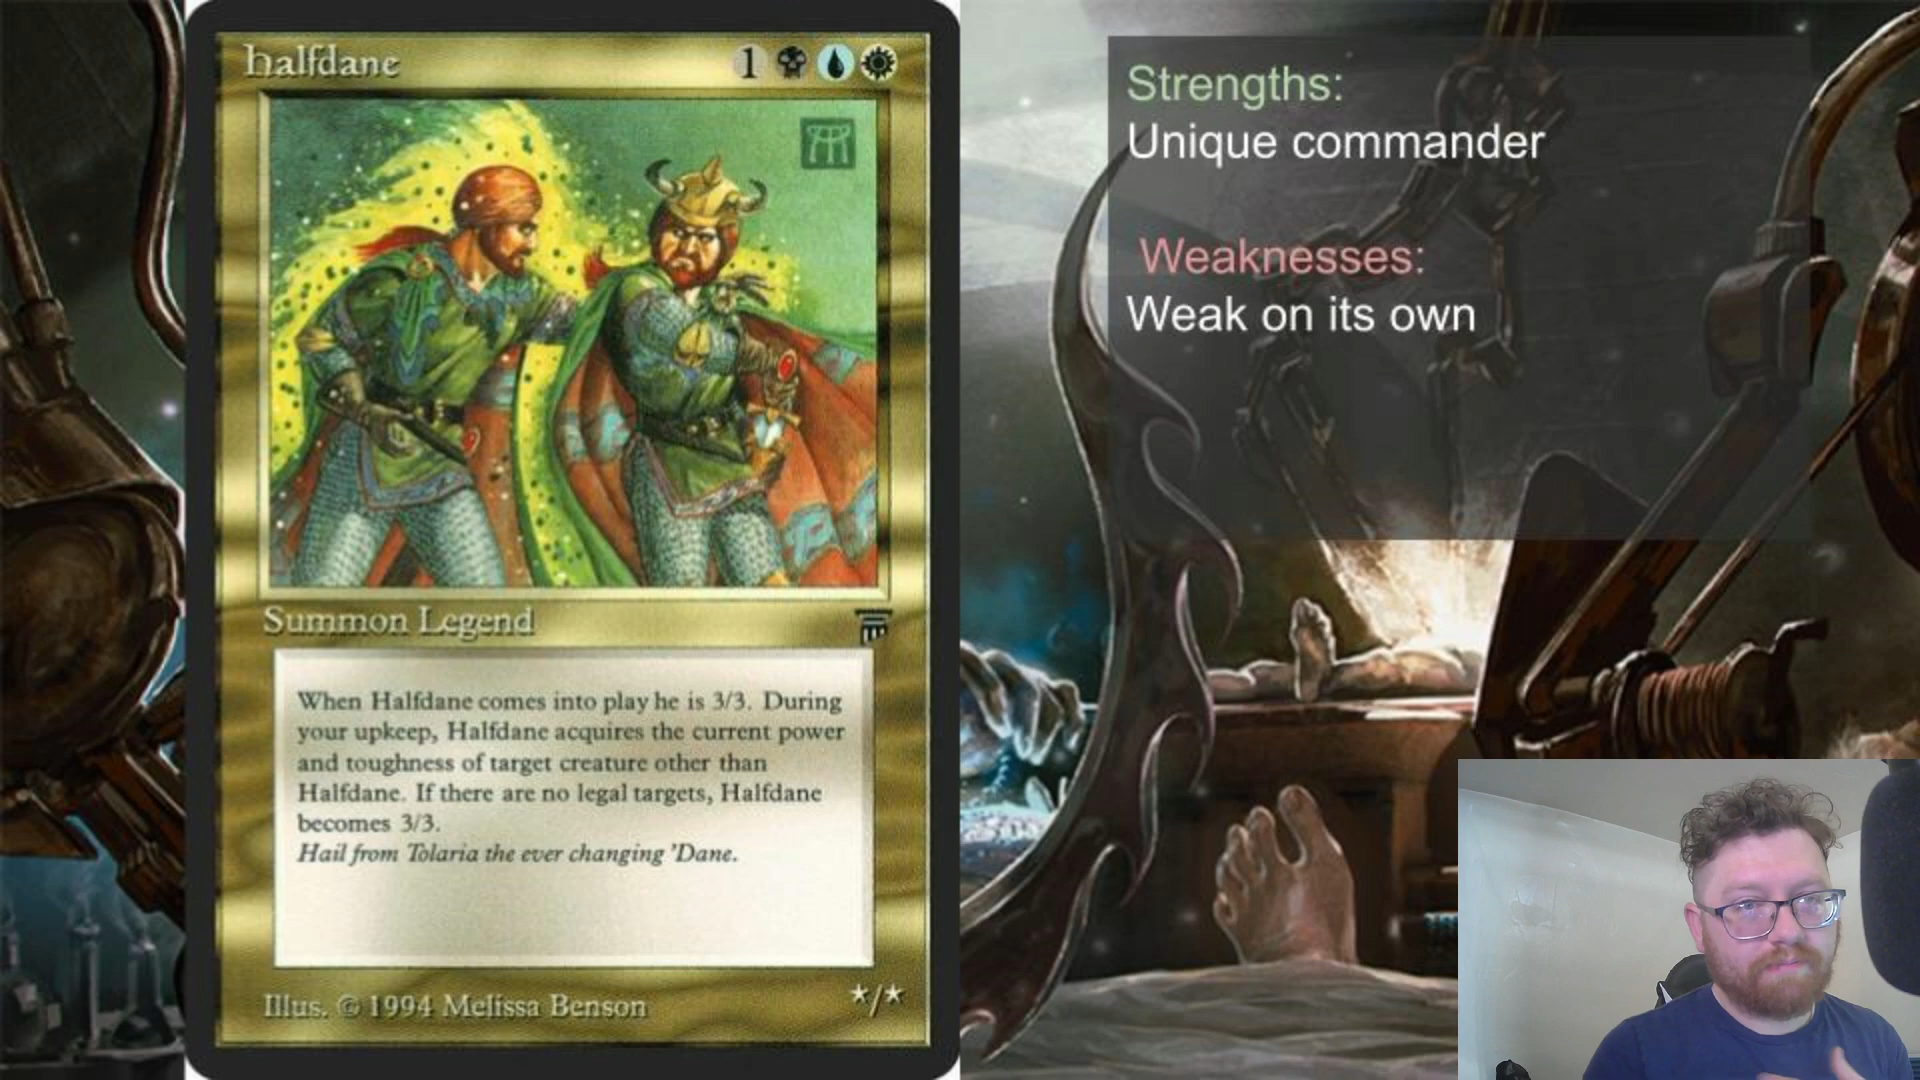 Halfdane 1
Summon Legend
When Halfdane comes into play he is 3/3. During
your upkeep, Halfdane acquires the current power
and toughness of target creature other than
Halfdane. If there are no legal targets, Halfdane
becomes 3/3.
Hail from Tolaria the ever changing 'Dane.
Illus. © 1994 Melissa Benson
*/*
Strengths:
Unique commander
Weaknesses:
Weak on its own